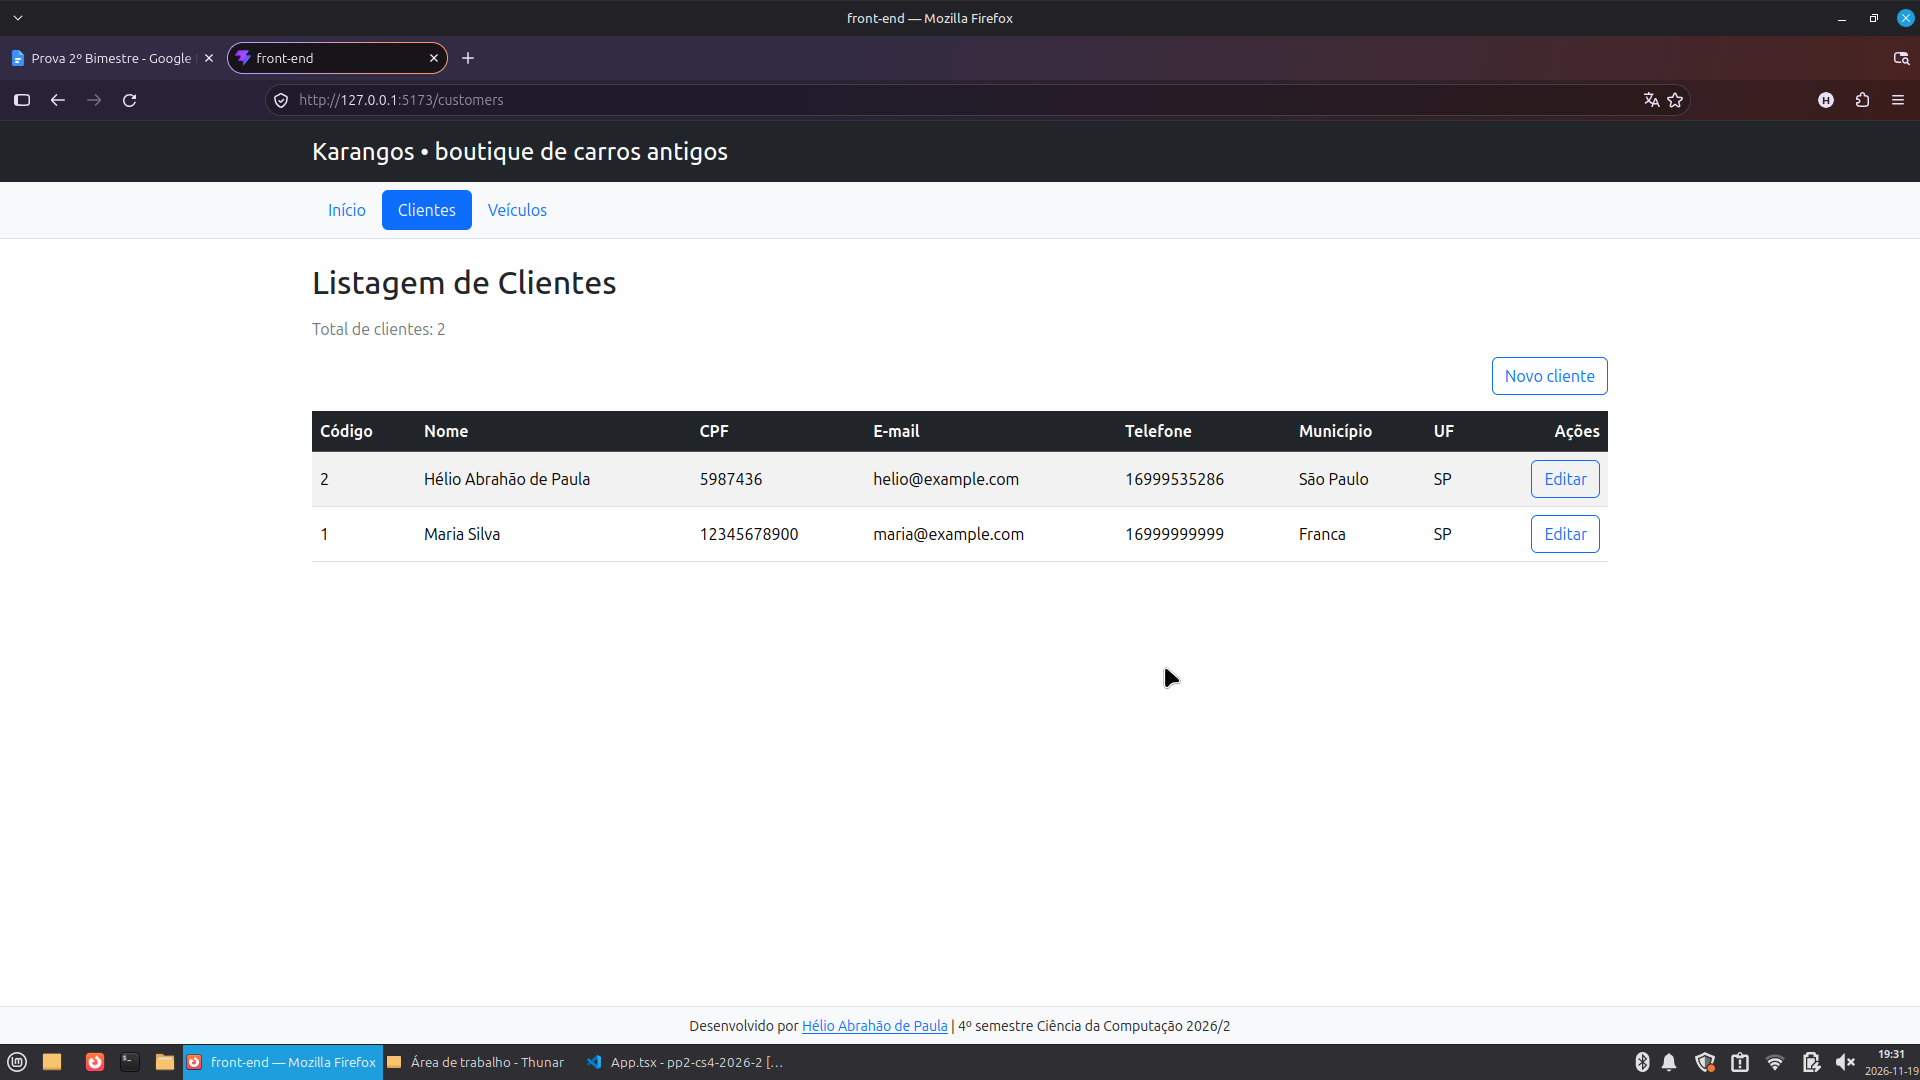 front-end — Mozilla Firefox
Prova 2º Bimestre - Google
front-end
http://127.0.0.1:5173/customers
H
Karangos • boutique de carros antigos
Início Clientes Veículos
Listagem de Clientes
Total de clientes: 2
Novo cliente
Código Nome CPF E-mail Telefone Município UF Ações
2 Hélio Abrahão de Paula 5987436 helio@example.com 16999535286 São Paulo SP Editar
1 Maria Silva 12345678900 maria@example.com 16999999999 Franca SP Editar
Desenvolvido por Hélio Abrahão de Paula | 4º semestre Ciência da Computação 2026/2
front-end — Mozilla Firefox
Área de trabalho - Thunar
App.tsx - pp2-cs4-2026-2 […
19:31
2026-11-19